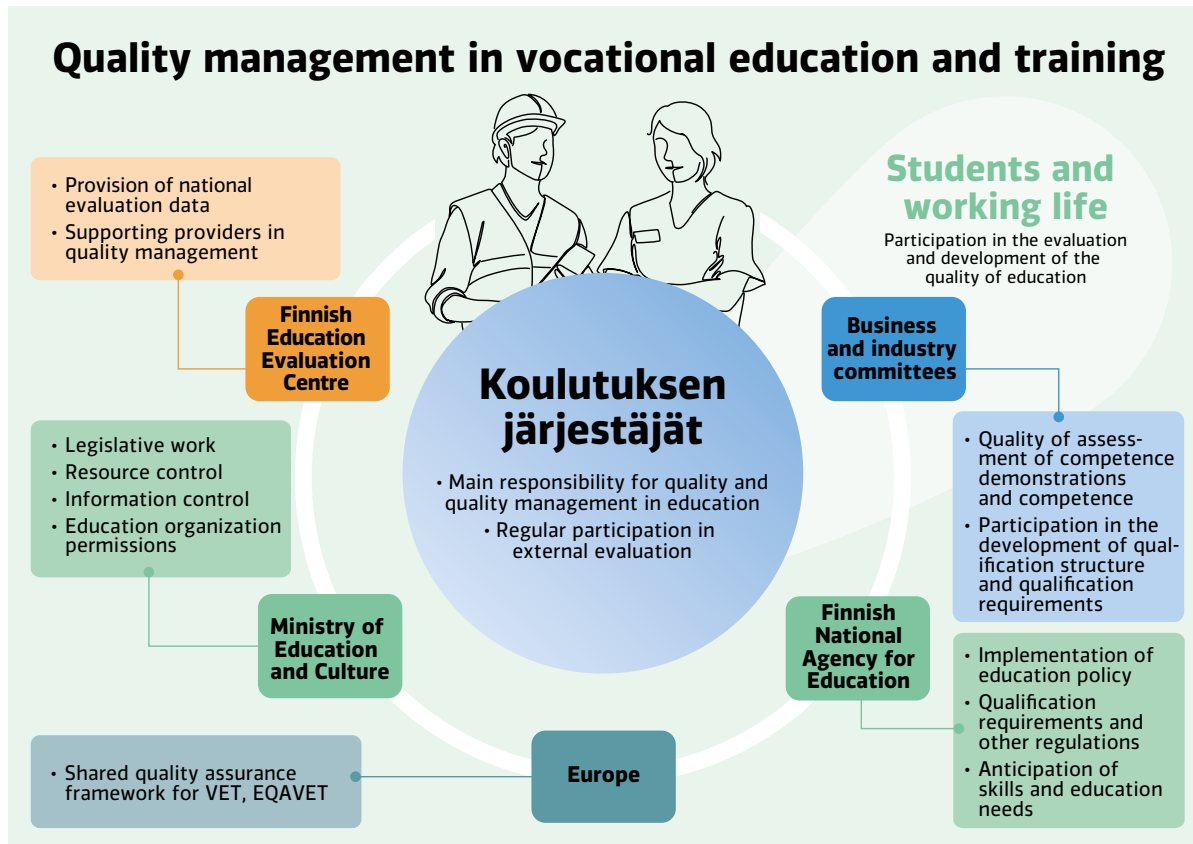 Quality management in vocational education and training
• Provision of national
evaluation data
• Supporting providers in
quality management
Finnish
Education
Evaluation
Centre
• Legislative work
• Resource control
• Information control
• Education organization
permissions
Ministry of
Education
and Culture
• Shared quality assurance
framework for VET, EQAVET
Europe
Koulutuksen
järjestäjät
• Main responsibility for quality and
quality management in education
• Regular participation in
external evaluation
Students and
working life
Participation in the evaluation
and development of the
quality of education
Business
and industry
committees
• Quality of assess-
ment of competence
demonstrations
and competence
• Participation in the
development of qual-
ification structure
and qualification
requirements
Finnish
National
Agency for
Education
• Implementation of
education policy
• Qualification
requirements and
other regulations
• Anticipation of
skills and education
needs